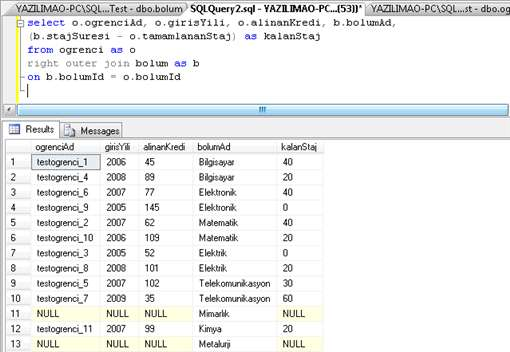 YAZILIMAO-PC\SQL...Test - dbo.bolum SQLQuery2.sql - YAZILIMAO-PC...(53))* YAZILIMAO-PC\SQL...st - dbo.og
select o.ogrenciAd, o.girisYili, o.alinanKredi, b.bolumAd,
(b.stajSuresi - o.tamamlananStaj) as kalanStaj
from ogrenci as o
right outer join bolum as b
on b.bolumId = o.bolumId
Results Messages
ogrenciAd girisYili alinanKredi bolumAd kalanStaj
1 testogrenci_1 2006 45 Bilgisayar 40
2 testogrenci_4 2008 89 Bilgisayar 20
3 testogrenci_6 2007 77 Elektronik 40
4 testogrenci_9 2005 145 Elektronik 0
5 testogrenci_2 2007 62 Matematik 40
6 testogrenci_10 2006 109 Matematik 20
7 testogrenci_3 2005 52 Elektrik 0
8 testogrenci_8 2008 101 Elektrik 20
9 testogrenci_5 2007 102 Telekomunikasyon 30
10 testogrenci_7 2009 35 Telekomunikasyon 60
11 NULL NULL NULL Mimarlık NULL
12 testogrenci_11 2007 99 Kimya 20
13 NULL NULL NULL Metalurji NULL